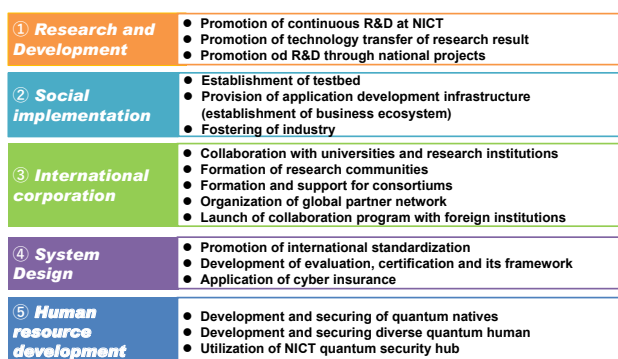 ① Research and
Development
● Promotion of continuous R&D at NICT
● Promotion of technology transfer of research result
● Promotion od R&D through national projects
② Social
implementation
● Establishment of testbed
● Provision of application development infrastructure
(establishment of business ecosystem)
● Fostering of industry
③ International
corporation
● Collaboration with universities and research institutions
● Formation of research communities
● Formation and support for consortiums
● Organization of global partner network
● Launch of collaboration program with foreign institutions
④ System
Design
● Promotion of international standardization
● Development of evaluation, certification and its framework
● Application of cyber insurance
⑤ Human
resource
development
● Development and securing of quantum natives
● Development and securing diverse quantum human
● Utilization of NICT quantum security hub